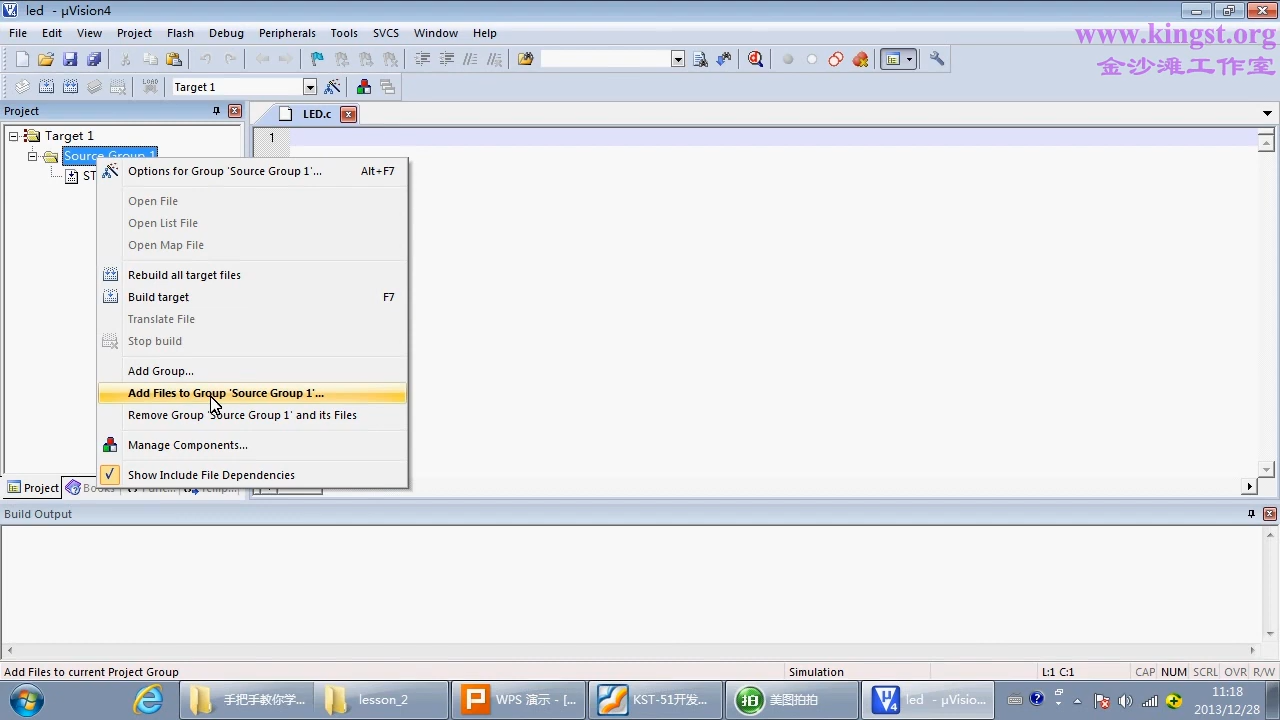 led - µVision4
File Edit View Project Flash Debug Peripherals Tools SVCS Window Help
www.kingst.org
金沙滩工作室
LOAD
Target 1
Project
LED.c
Target 1
1
Source Group 1
ST
Options for Group 'Source Group 1'... Alt+F7
Open File
Open List File
Open Map File
Rebuild all target files
Build target F7
Translate File
Stop build
Add Group...
Add Files to Group 'Source Group 1'...
Remove Group 'Source Group 1' and its Files
Manage Components...
Show Include File Dependencies
Project
Build Output
Add Files to current Project Group Simulation L:1 C:1 CAP NUM SCRL OVR R/W
手把手教你学... lesson_2 WPS 演示 - [... KST-51开发... 美图拍拍 led - µVisio...
11:18
2013/12/28